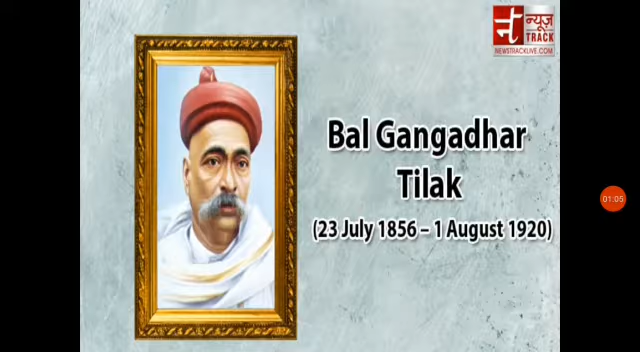 न्यूज़
TRACK
NEWSTRACKLIVE.COM
Bal Gangadhar
Tilak
(23 July 1856 – 1 August 1920)
01:05